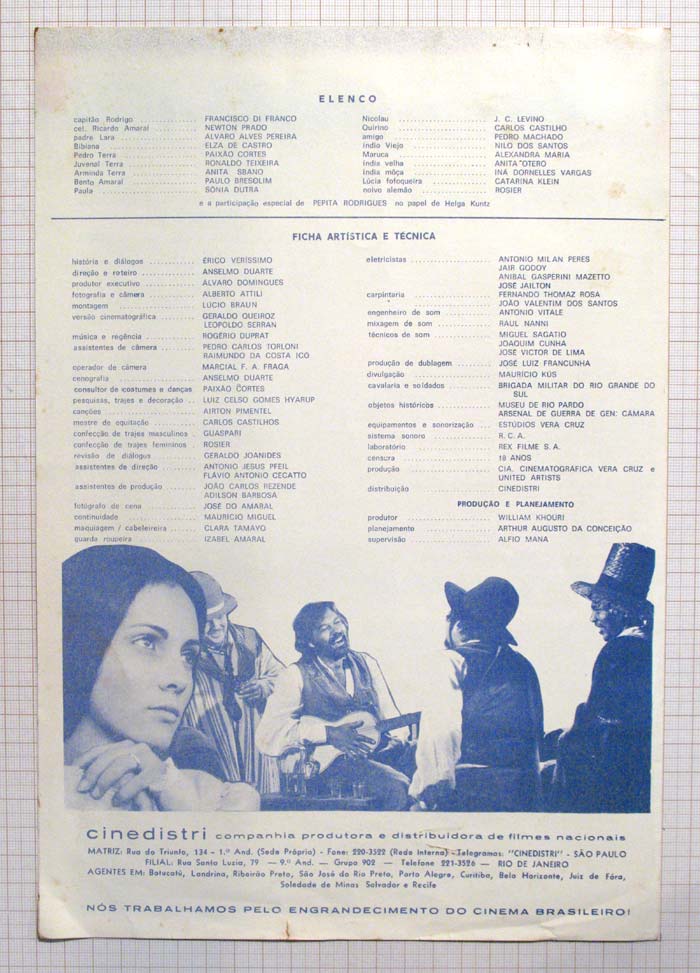 ELENCO
capitão Rodrigo ............ FRANCISCO DI FRANCO
cel. Ricardo Amaral ............ NEWTON PRADO
padre Lara ............ ALVARO ALVES PEREIRA
Bibiana ............ ELZA DE CASTRO
Pedro Terra ............ PAIXÃO CORTES
Juvenal Terra ............ RONALDO TEIXEIRA
Arminda Terra ............ ANITA SBANO
Bento Amaral ............ PAULO BRESOLIM
Paula ............ SÔNIA DUTRA
Nicolau ............ J. C. LEVINO
Quirino ............ CARLOS CASTILHO
amigo ............ PEDRO MACHADO
índio Viejo ............ NILO DOS SANTOS
Maruca ............ ALEXANDRA MARIA
índia velha ............ ANITA OTERO
índia môça ............ INÁ DORNELLES VARGAS
Lúcia fofoqueira ............ CATARINA KLEIN
noivo alemão ............ ROSIER
e a participação especial de PEPITA RODRIGUES no papel de Helga Kuntz
FICHA ARTÍSTICA E TÉCNICA
história e diálogos ............ ÉRICO VERÍSSIMO
direção e roteiro ............ ANSELMO DUARTE
produtor executivo ............ ALVARO DOMINGUES
fotografia e câmera ............ ALBERTO ATTILI
montagem ............ LÚCIO BRAUN
versão cinematográfica ............ GERALDO QUEIROZ
LEOPOLDO SERRAN
música e regência ............ ROGÉRIO DUPRAT
assistentes de câmera ............ PEDRO CARLOS TORLONI
RAIMUNDO DA COSTA ICÓ
operador de câmera MARCIAL F. A. FRAGA
cenografia ............ ANSELMO DUARTE
consultor de costumes e danças PAIXÃO CORTES
pesquisas, trajes e decoração .. LUIZ CELSO GOMES HYARUP
canções ............ AIRTON PIMENTEL
mestre de equitação ............ CARLOS CASTILHOS
confecção de trajes masculinos . GUASPARI
confecção de trajes femininos . ROSIER
revisão de diálogus ............ GERALDO JOANIDES
assistentes de direção ............ ANTONIO JESUS PFEIL
FLÁVIO ANTONIO CECATTO
assistentes de produção ............ JOÃO CARLOS REZENDE
ADILSON BARBOSA
fotógrafo de cena ............ JOSÉ DO AMARAL
continuidade ............ MAURICIO MIGUEL
maquiagem / cabeleireira ............ CLARA TAMAYO
guarda roupeira ............ IZABEL AMARAL
eletricistas ............ ANTONIO MILAN PERES
JAIR GODOY
ANIBAL GASPERINI MAZETTO
JOSÉ JAILTON
carpintaria ............ FERNANDO THOMAZ ROSA
JOÃO VALENTIM DOS SANTOS
engenheiro de som ............ ANTONIO VITALE
mixagem de som ............ RAUL NANNI
técnicos de som ............ MIGUEL SAGATIO
JOAQUIM CUNHA
JOSÉ VICTOR DE LIMA
produção de dublagem ............ JOSÉ LUIZ FRANCUNHA
divulgação ............ MAURÍCIO KUS
cavalaria e soldados ............ BRIGADA MILITAR DO RIO GRANDE DO
SUL
objetos históricos ............ MUSEU DE RIO PARDO
ARSENAL DE GUERRA DE GEN: CÂMARA
equipamentos e sonorização ... ESTÚDIOS VERA CRUZ
sistema sonoro ............ R. C. A.
laboratório ............ REX FILME S. A.
censura ............ 18 ANOS
produção ............ CIA. CINEMATOGRÁFICA VERA CRUZ e
UNITED ARTISTS
distribuição ............ CINEDISTRI
PRODUÇÃO E PLANEJAMENTO
produtor ............ WILLIAM KHOURI
planejamento ............ ARTHUR AUGUSTO DA CONCEIÇÃO
supervisão ............ ALFIO MANA
cinedistri companhia produtora e distribuidora de filmes nacionais
MATRIZ: Rua do Triunfo, 134 - 1.º And. (Sede Próprio) - Fone: 220-3522 (Rede Interna) - Telegramas: "CINEDISTRI" - SÃO PAULO
FILIAL: Rua Santa Luzia, 79 — 9.º And. — Grupo 902 — Telefone 221-3526 — RIO DE JANEIRO
AGENTES EM: Botucatú, Londrina, Ribeirão Preto, São José do Rio Preto, Porto Alegre, Curitiba, Belo Horizonte, Juiz de Fóra,
Soledade de Minas Salvador e Recife
NÓS TRABALHAMOS PELO ENGRANDECIMENTO DO CINEMA BRASILEIRO!